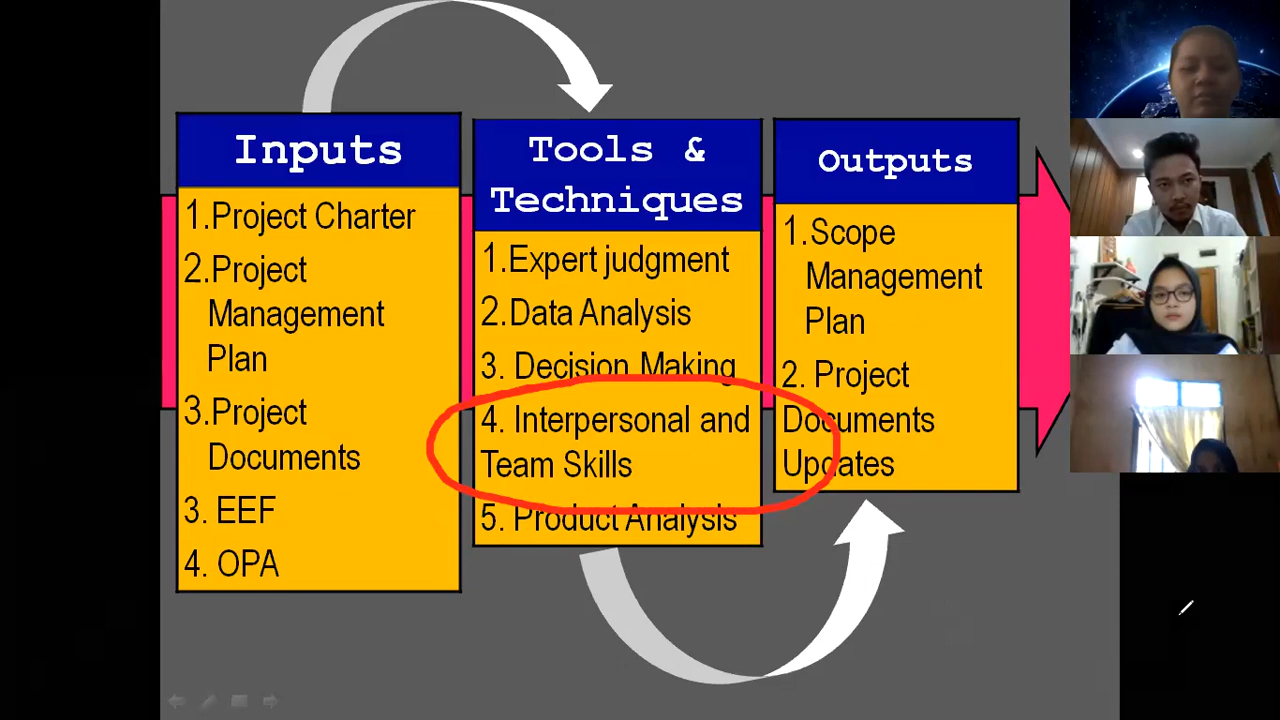 Inputs
1.Project Charter
2.Project
Management
Plan
3.Project
Documents
3. EEF
4. OPA
Tools &
Techniques
1.Expert judgment
2.Data Analysis
3. Decision Making
4. Interpersonal and
Team Skills
5. Product Analysis
Outputs
1.Scope
Management
Plan
2. Project
Documents
Updates